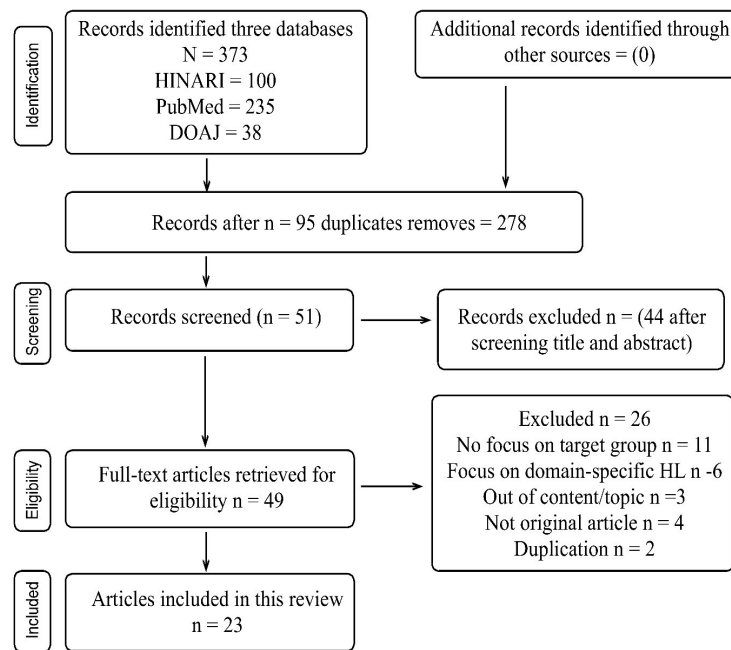 Identification
Records identified three databases
N = 373
HINARI = 100
PubMed = 235
DOAJ = 38
Additional records identified through
other sources = (0)
Records after n = 95 duplicates removes = 278
Screening
Records screened (n = 51)
Records excluded n = (44 after
screening title and abstract)
Eligibility
Full-text articles retrieved for
eligibility n = 49
Excluded n = 26
No focus on target group n = 11
Focus on domain-specific HL n -6
Out of content/topic n =3
Not original article n = 4
Duplication n = 2
Included
Articles included in this review
n = 23